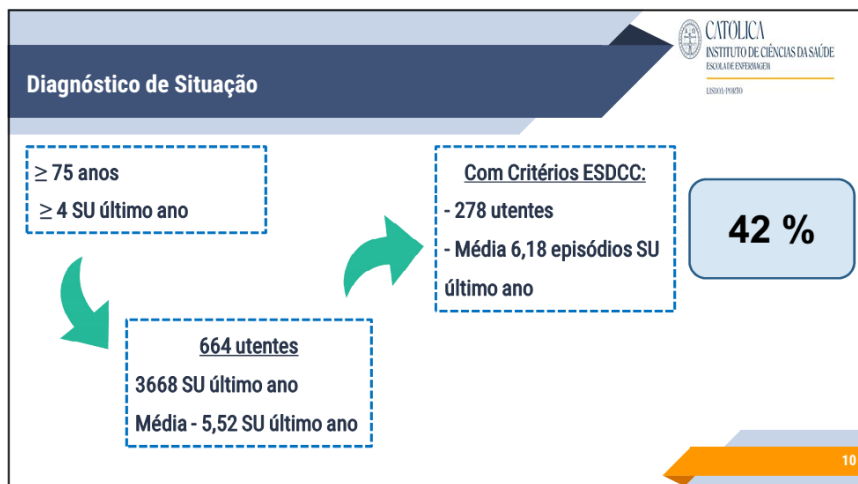 CATOLICA
INSTITUTO DE CIÊNCIAS DA SAÚDE
ESCOLA DE ENFERMAGEM
LISBOA·PORTO
Diagnóstico de Situação
≥ 75 anos
≥ 4 SU último ano
664 utentes
3668 SU último ano
Média - 5,52 SU último ano
Com Critérios ESDCC:
- 278 utentes
- Média 6,18 episódios SU
último ano
42 %
10